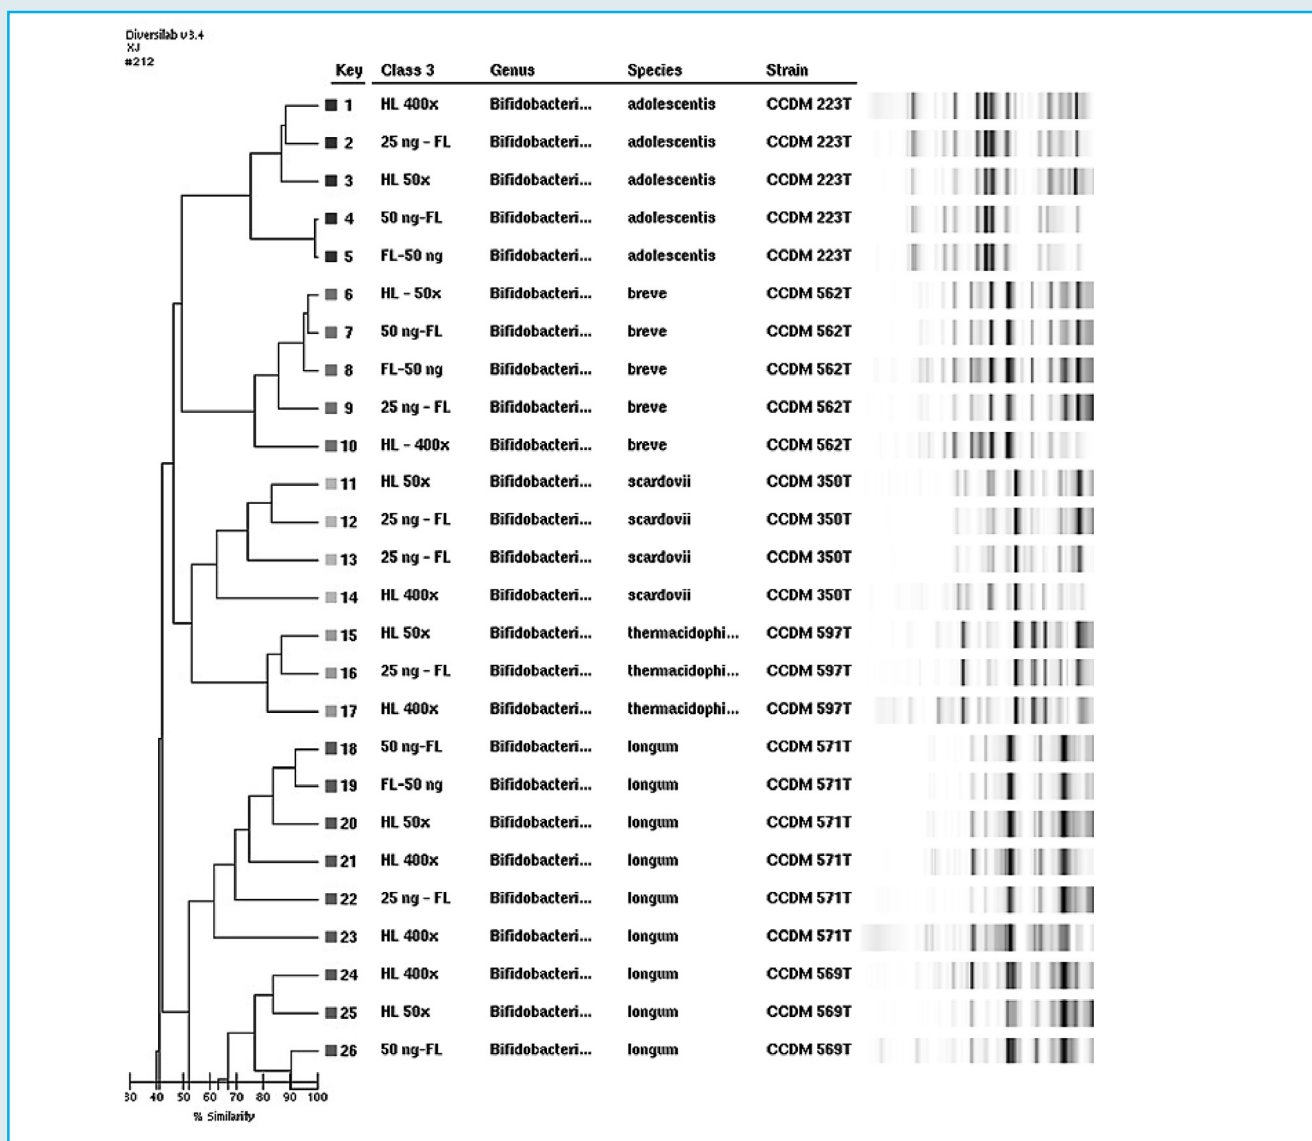 Diversilab v3.4
XJ
#212
Key Class 3 Genus Species Strain
1 HL 400x Bifidobacteri... adolescentis CCDM 223T
2 25 ng - FL Bifidobacteri... adolescentis CCDM 223T
3 HL 50x Bifidobacteri... adolescentis CCDM 223T
4 50 ng-FL Bifidobacteri... adolescentis CCDM 223T
5 FL-50 ng Bifidobacteri... adolescentis CCDM 223T
6 HL - 50x Bifidobacteri... breve CCDM 562T
7 50 ng-FL Bifidobacteri... breve CCDM 562T
8 FL-50 ng Bifidobacteri... breve CCDM 562T
9 25 ng - FL Bifidobacteri... breve CCDM 562T
10 HL - 400x Bifidobacteri... breve CCDM 562T
11 HL 50x Bifidobacteri... scardovii CCDM 350T
12 25 ng - FL Bifidobacteri... scardovii CCDM 350T
13 25 ng - FL Bifidobacteri... scardovii CCDM 350T
14 HL 400x Bifidobacteri... scardovii CCDM 350T
15 HL 50x Bifidobacteri... thermacidophi... CCDM 597T
16 25 ng - FL Bifidobacteri... thermacidophi... CCDM 597T
17 HL 400x Bifidobacteri... thermacidophi... CCDM 597T
18 50 ng-FL Bifidobacteri... longum CCDM 571T
19 FL-50 ng Bifidobacteri... longum CCDM 571T
20 HL 50x Bifidobacteri... longum CCDM 571T
21 HL 400x Bifidobacteri... longum CCDM 571T
22 25 ng - FL Bifidobacteri... longum CCDM 571T
23 HL 400x Bifidobacteri... longum CCDM 571T
24 HL 400x Bifidobacteri... longum CCDM 569T
25 HL 50x Bifidobacteri... longum CCDM 569T
26 50 ng-FL Bifidobacteri... longum CCDM 569T
30 40 50 60 70 80 90 100
% Similarity